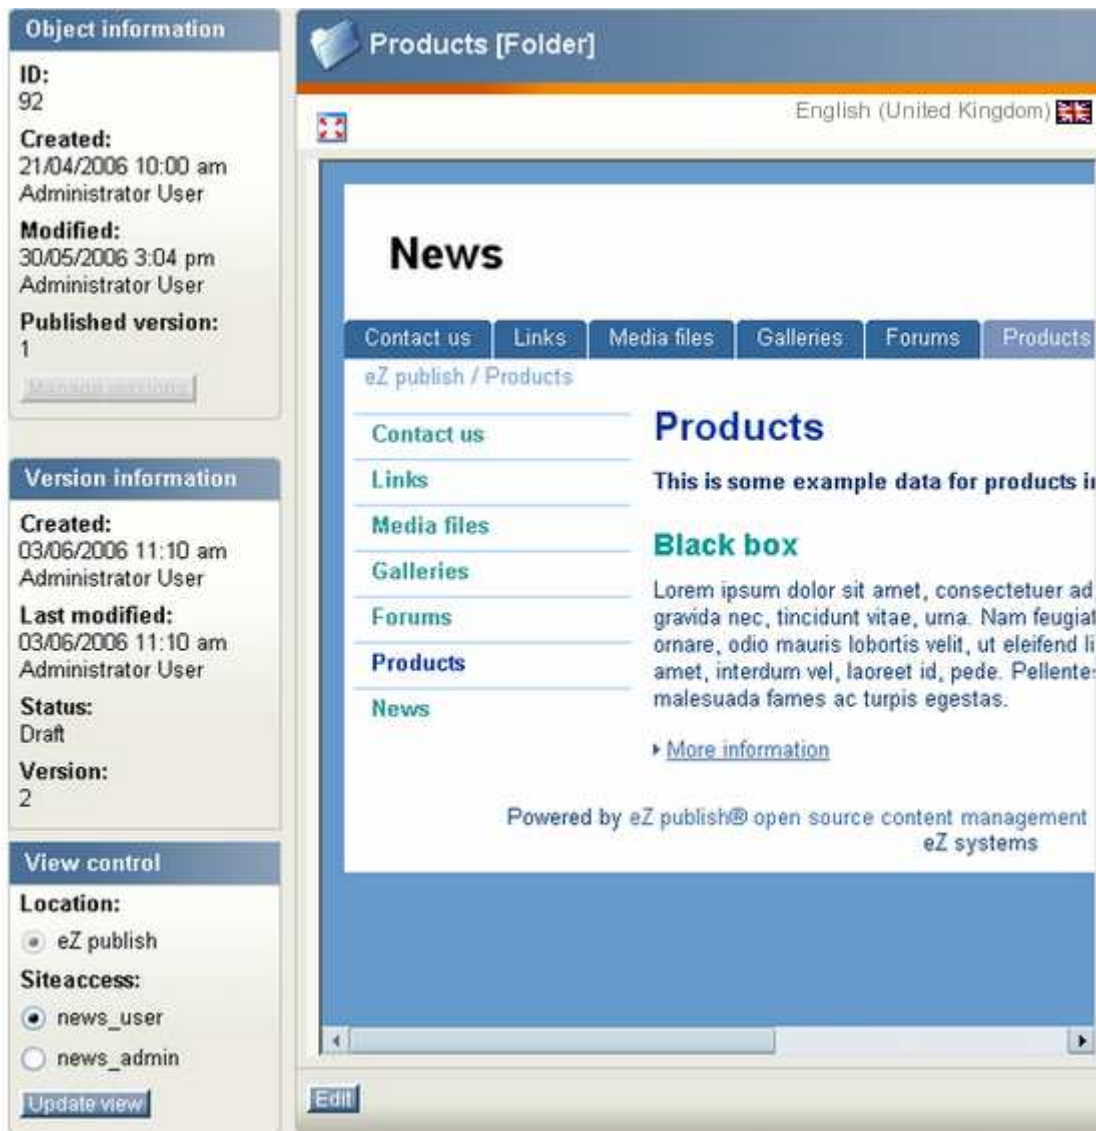 Object information
ID:
92
Created:
21/04/2006 10:00 am
Administrator User
Modified:
30/05/2006 3:04 pm
Administrator User
Published version:
1
Manage versions
Version information
Created:
03/06/2006 11:10 am
Administrator User
Last modified:
03/06/2006 11:10 am
Administrator User
Status:
Draft
Version:
2
View control
Location:
eZ publish
Siteaccess:
news_user
news_admin
Update view
Products [Folder]
English (United Kingdom)
News
Contact us Links Media files Galleries Forums Products
eZ publish / Products
Contact us
Links
Media files
Galleries
Forums
Products
News
Products
This is some example data for products in
Black box
Lorem ipsum dolor sit amet, consectetuer ad
gravida nec, tincidunt vitae, urna. Nam feugiat
ornare, odio mauris lobortis velit, ut eleifend li
amet, interdum vel, laoreet id, pede. Pellentes
malesuada fames ac turpis egestas.
More information
Powered by eZ publish® open source content management
eZ systems
Edit